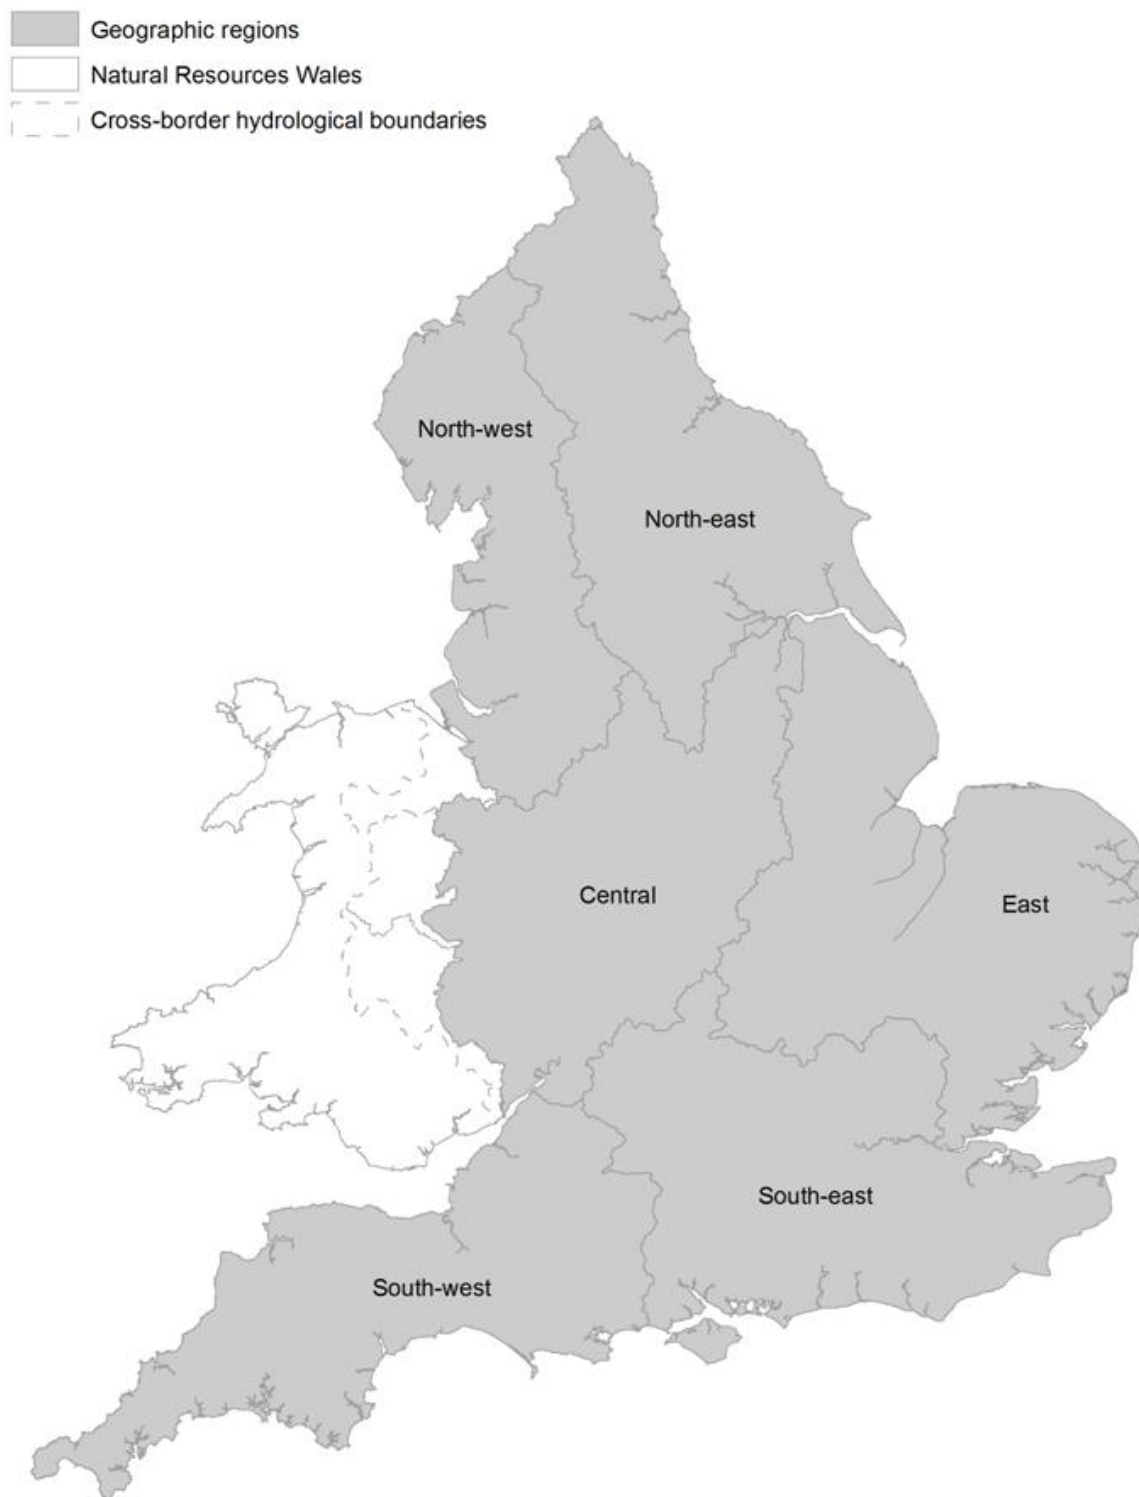 Geographic regions
Natural Resources Wales
Cross-border hydrological boundaries
North-west
North-east
Central
East
South-east
South-west